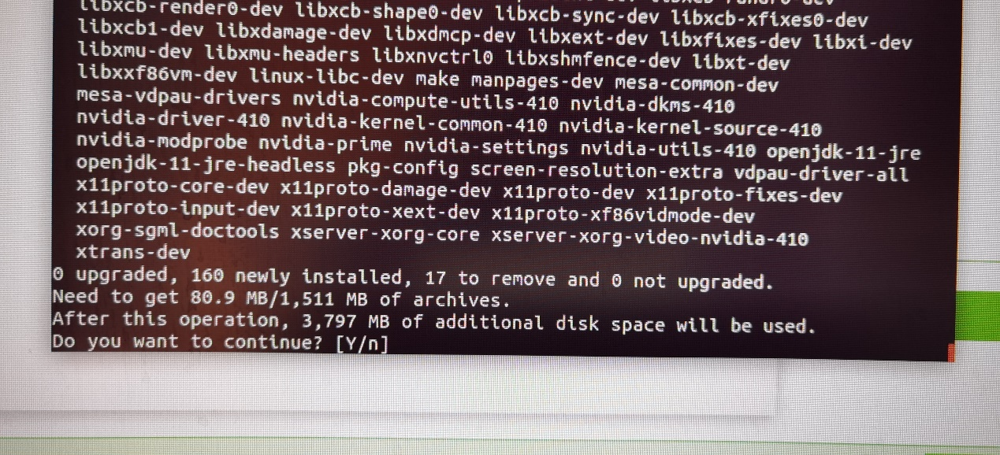 libxcb-render0-dev libxcb-shape0-dev libxcb-sync-dev libxcb-xfixes0-dev
libxcb1-dev libxdamage-dev libxdmcp-dev libxext-dev libxfixes-dev libxi-dev
libxmu-dev libxmu-headers libxnvctrl0 libxshmfence-dev libxt-dev
libxxf86vm-dev linux-libc-dev make manpages-dev mesa-common-dev
mesa-vdpau-drivers nvidia-compute-utils-410 nvidia-dkms-410
nvidia-driver-410 nvidia-kernel-common-410 nvidia-kernel-source-410
nvidia-modprobe nvidia-prime nvidia-settings nvidia-utils-410 openjdk-11-jre
openjdk-11-jre-headless pkg-config screen-resolution-extra vdpau-driver-all
x11proto-core-dev x11proto-damage-dev x11proto-dev x11proto-fixes-dev
x11proto-input-dev x11proto-xext-dev x11proto-xf86vidmode-dev
xorg-sgml-doctools xserver-xorg-core xserver-xorg-video-nvidia-410
xtrans-dev
0 upgraded, 160 newly installed, 17 to remove and 0 not upgraded.
Need to get 80.9 MB/1,511 MB of archives.
After this operation, 3,797 MB of additional disk space will be used.
Do you want to continue? [Y/n]